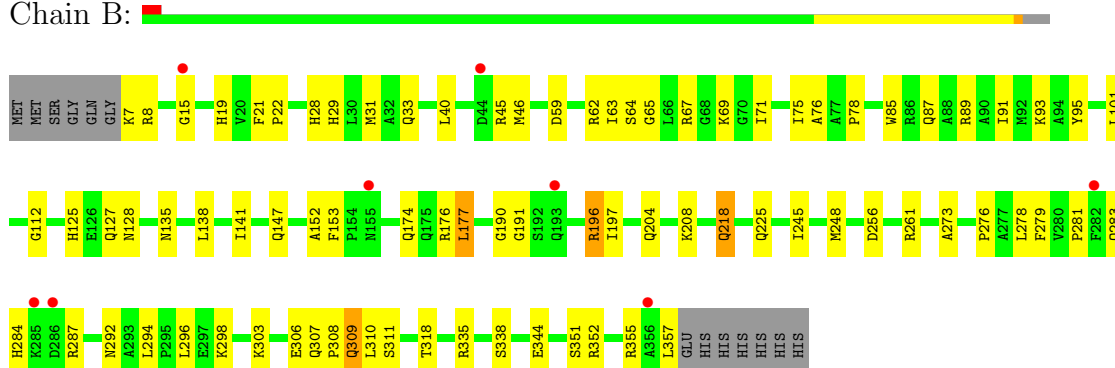 Chain B:
MET MET SER GLY GLN GLY K7 R8 G15 H19 V20 F21 P22 H28 H29 L30 M31 A32 Q33 L40 D44 R45 M46 D59 R62 I63 S64 G65 L66 R67 G68 K69 G70 I71 I75 A76 A77 P78 W85 R86 Q87 A88 R89 A90 I91 M92 K93 A94 Y95 L101
G112 H125 E126 Q127 N128 N135 L138 I141 Q147 A152 F153 P154 N155 Q174 Q175 R176 L177 G190 G191 S192 Q193 R196 I197 Q204 K208 Q218 Q225 I245 M248 D256 R261 A273 P276 A277 L278 F279 V280 P281 F282
H284 K285 D286 R287 N292 A293 L294 P295 L296 E297 K298 K303 E306 Q307 P308 Q309 L310 S311 T318 R335 S338 E344 S351 R352 R355 A356 L357 GLU HIS HIS HIS HIS HIS HIS